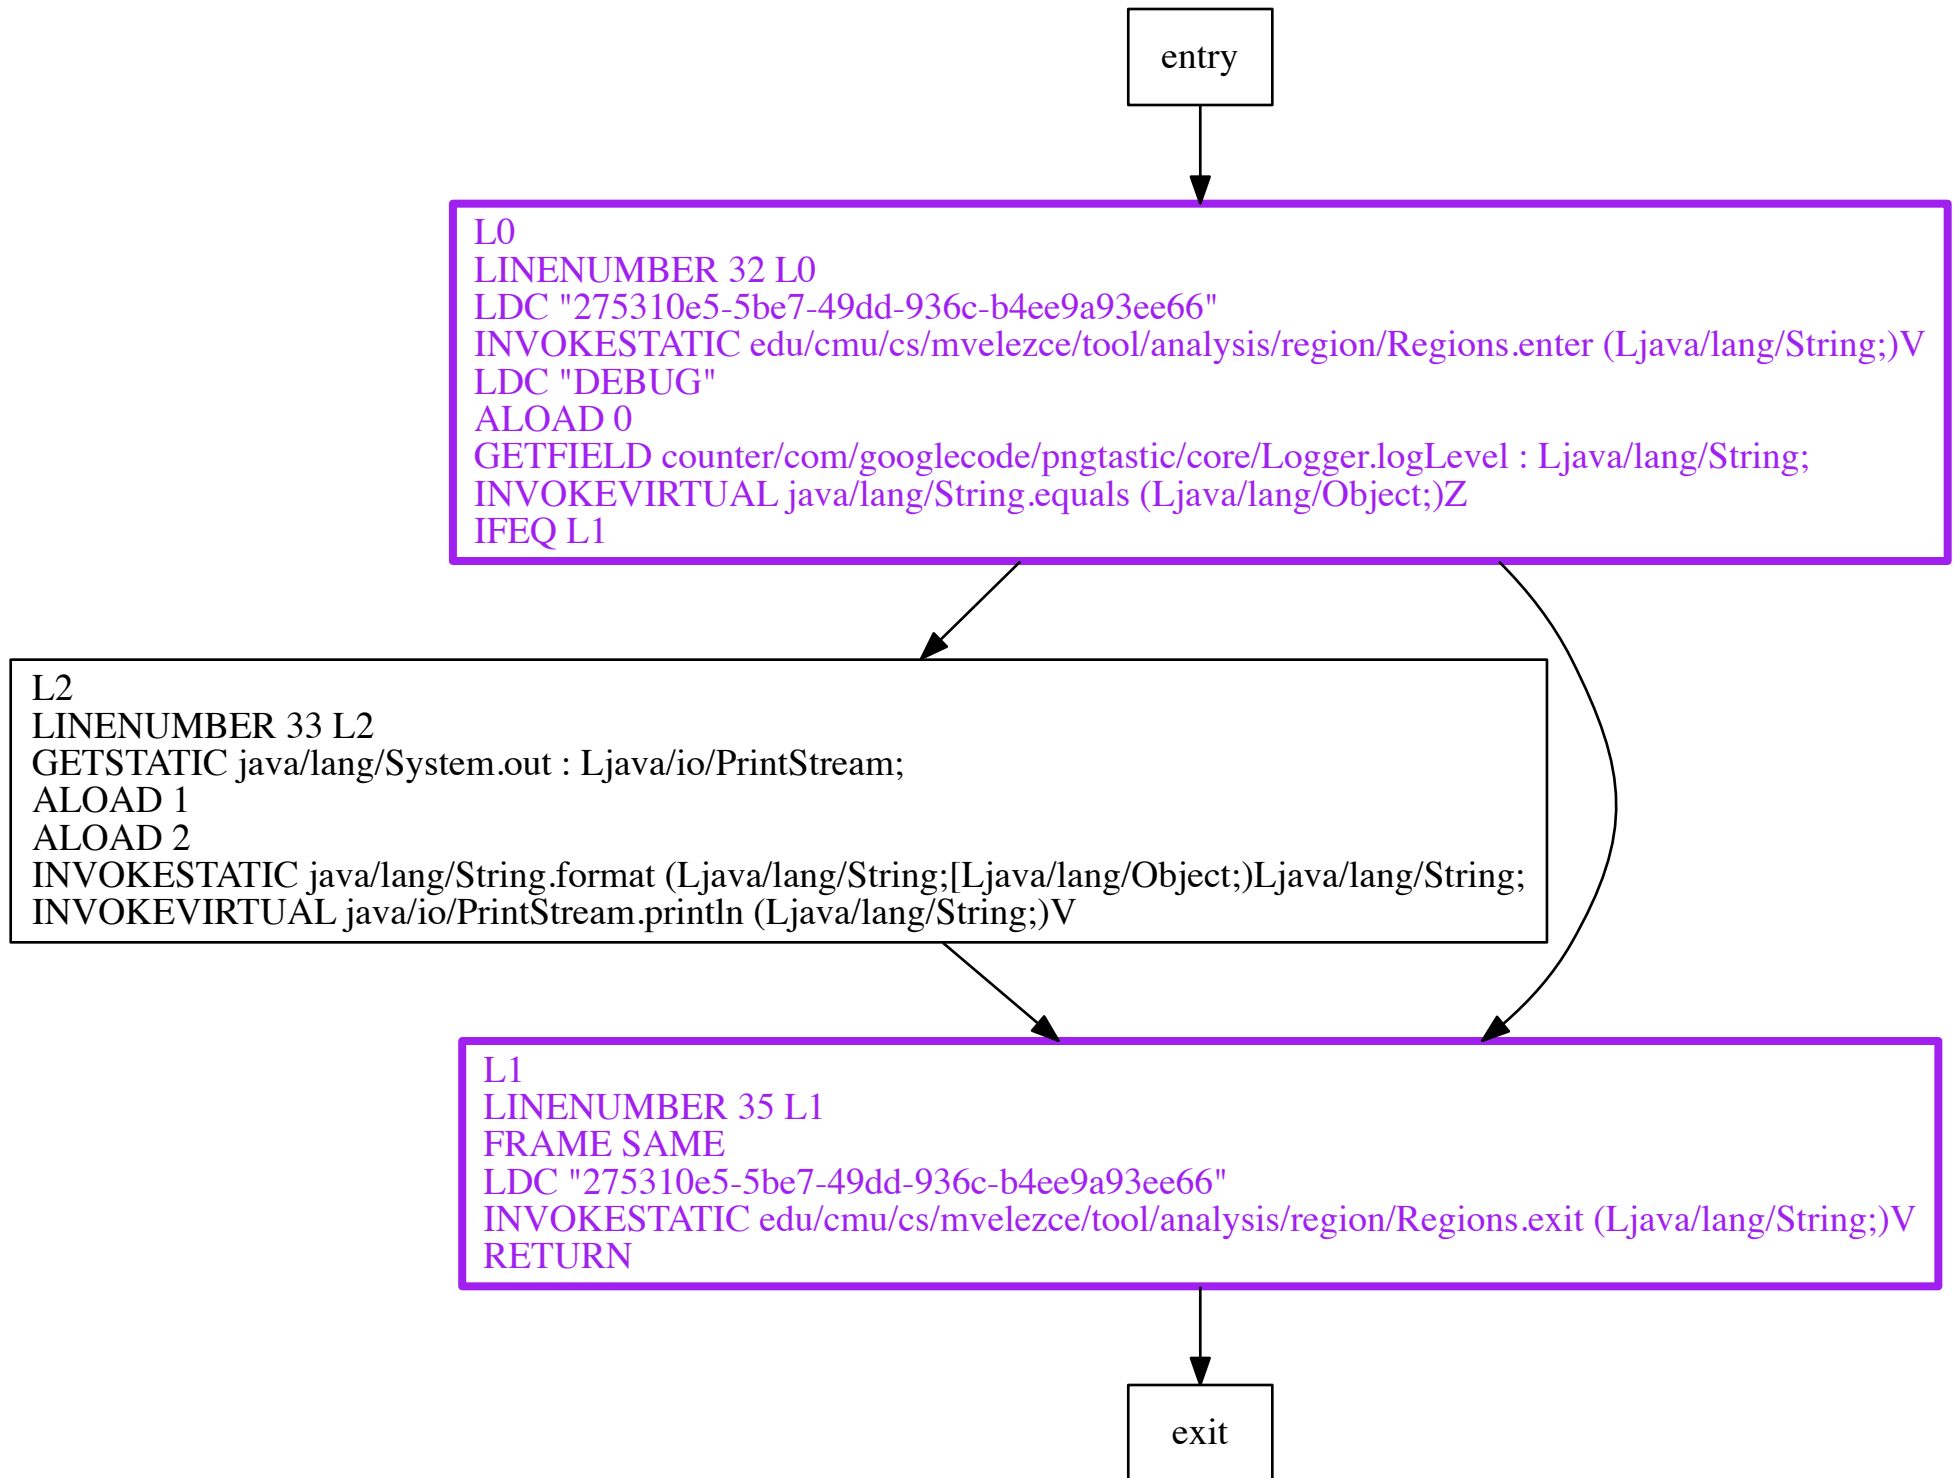 entry
L0
LINENUMBER 32 L0
LDC "275310e5-5be7-49dd-936c-b4ee9a93ee66"
INVOKESTATIC edu/cmu/cs/mvelezce/tool/analysis/region/Regions.enter (Ljava/lang/String;)V
LDC "DEBUG"
ALOAD 0
GETFIELD counter/com/googlecode/pngtastic/core/Logger.logLevel : Ljava/lang/String;
INVOKEVIRTUAL java/lang/String.equals (Ljava/lang/Object;)Z
IFEQ L1
L2
LINENUMBER 33 L2
GETSTATIC java/lang/System.out : Ljava/io/PrintStream;
ALOAD 1
ALOAD 2
INVOKESTATIC java/lang/String.format (Ljava/lang/String;[Ljava/lang/Object;)Ljava/lang/String;
INVOKEVIRTUAL java/io/PrintStream.println (Ljava/lang/String;)V
L1
LINENUMBER 35 L1
FRAME SAME
LDC "275310e5-5be7-49dd-936c-b4ee9a93ee66"
INVOKESTATIC edu/cmu/cs/mvelezce/tool/analysis/region/Regions.exit (Ljava/lang/String;)V
RETURN
exit